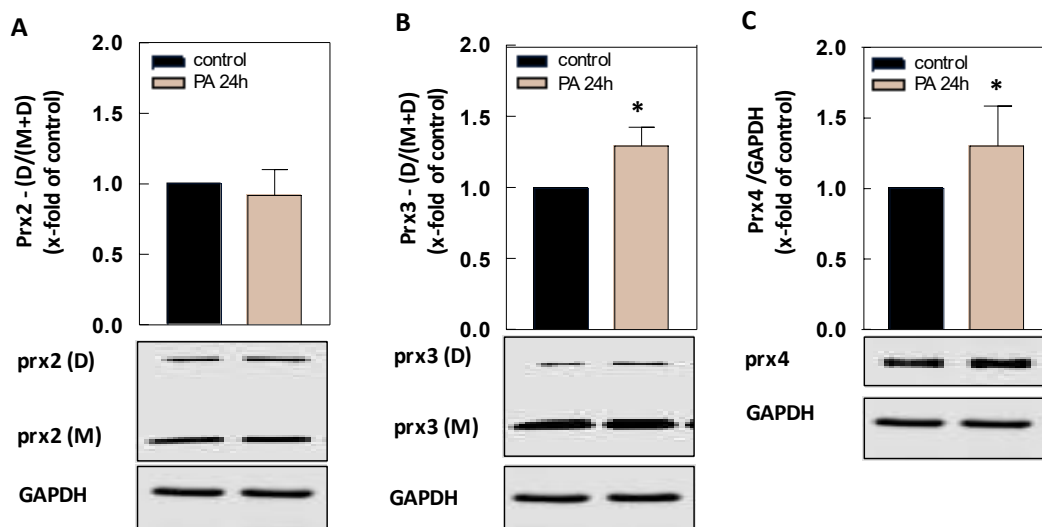 A
Prx2 - (D/(M+D)
(x-fold of control)
2.0
1.5
1.0
0.5
0.0
control
PA 24h
prx2 (D)
prx2 (M)
GAPDH
B
Prx3 - (D/(M+D)
(x-fold of control)
2.0
1.5
1.0
0.5
0.0
control
PA 24h
*
prx3 (D)
prx3 (M)
GAPDH
C
Prx4 /GAPDH
(x-fold of control)
2.0
1.5
1.0
0.5
0.0
control
PA 24h
*
prx4
GAPDH